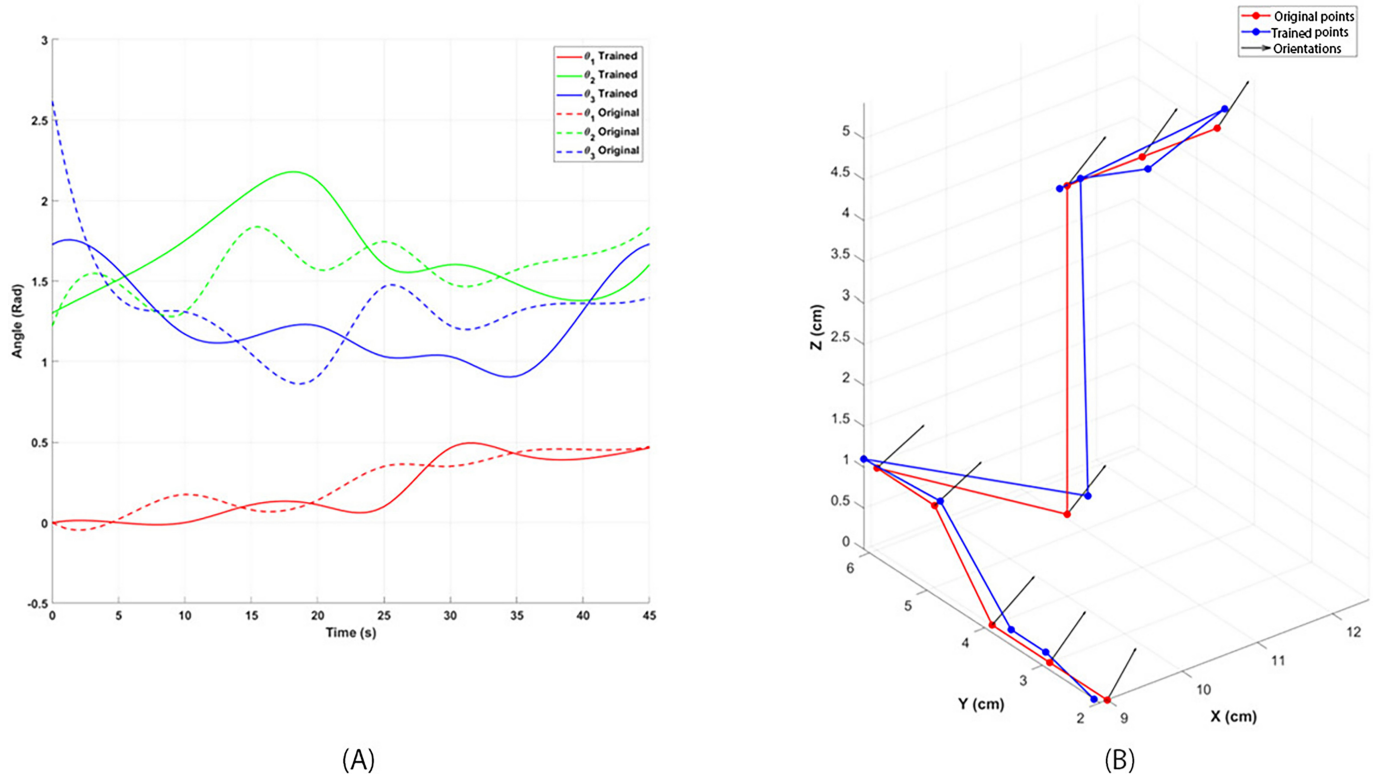 3
2.5
2
1.5
1
0.5
0
-0.5
0 5 10 15 20 25 30 35 40 45
Angle (Rad)
Time (s)
θ1 Trained
θ2 Trained
θ3 Trained
θ1 Original
θ2 Original
θ3 Original
(A)
Original points
Trained points
Orientations
5
4.5
4
3.5
3
2.5
2
1.5
1
0.5
0
Z (cm)
6
5
4
3
2
Y (cm)
9
10
11
12
X (cm)
(B)